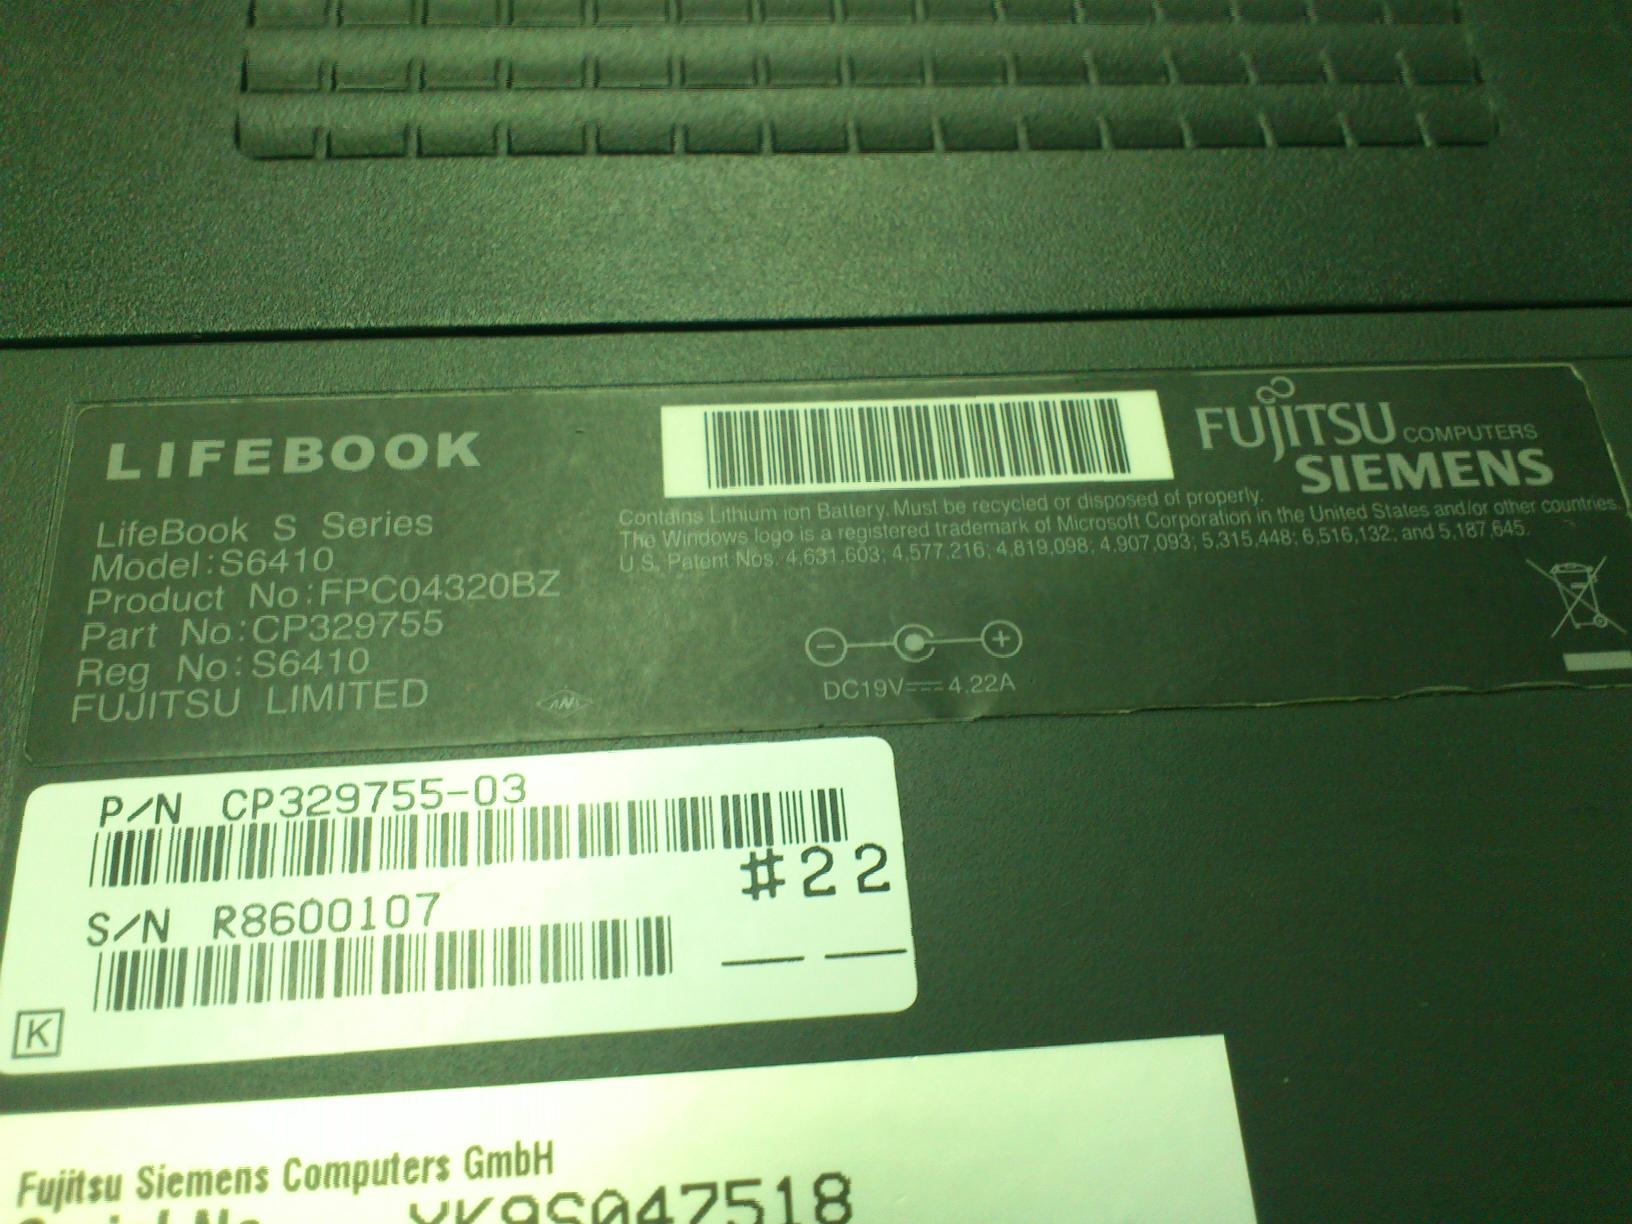 LIFEBOOK
LifeBook S Series
Model:S6410
Product No:FPC04320BZ
Part No:CP329755
Reg No:S6410
FUJITSU LIMITED
FUJITSU COMPUTERS
SIEMENS
Contains Lithium ion Battery. Must be recycled or disposed of properly.
The Windows logo is a registered trademark of Microsoft Corporation in the United States and/or other countries.
U.S. Patent Nos. 4,631,603; 4,577,216; 4,819,098; 4,907,093; 5,315,448; 6,516,132; and 5,187,645.
DC19V 4.22A
P/N CP329755-03
#22
S/N R8600107
K
Fujitsu Siemens Computers GmbH
Serial No. YK9S047518